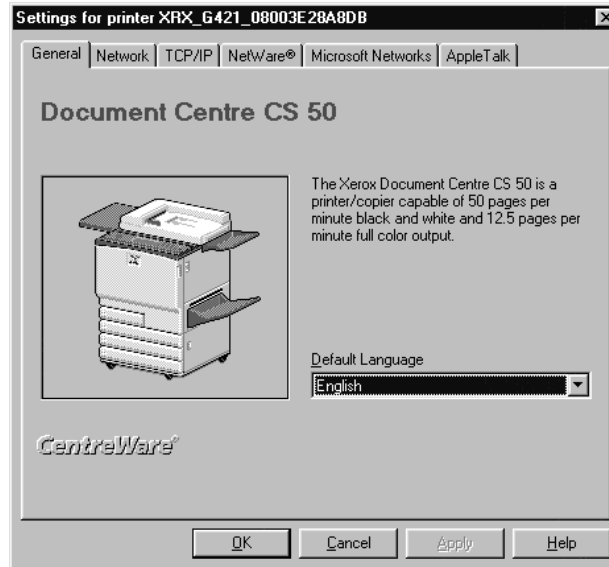 Settings for printer XRX_G421_08003E28A8DB
General Network TCP/IP NetWare® Microsoft Networks AppleTalk
Document Centre CS 50
The Xerox Document Centre CS 50 is a
printer/copier capable of 50 pages per
minute black and white and 12.5 pages per
minute full color output.
Default Language
English
CentreWare®
OK Cancel Apply Help